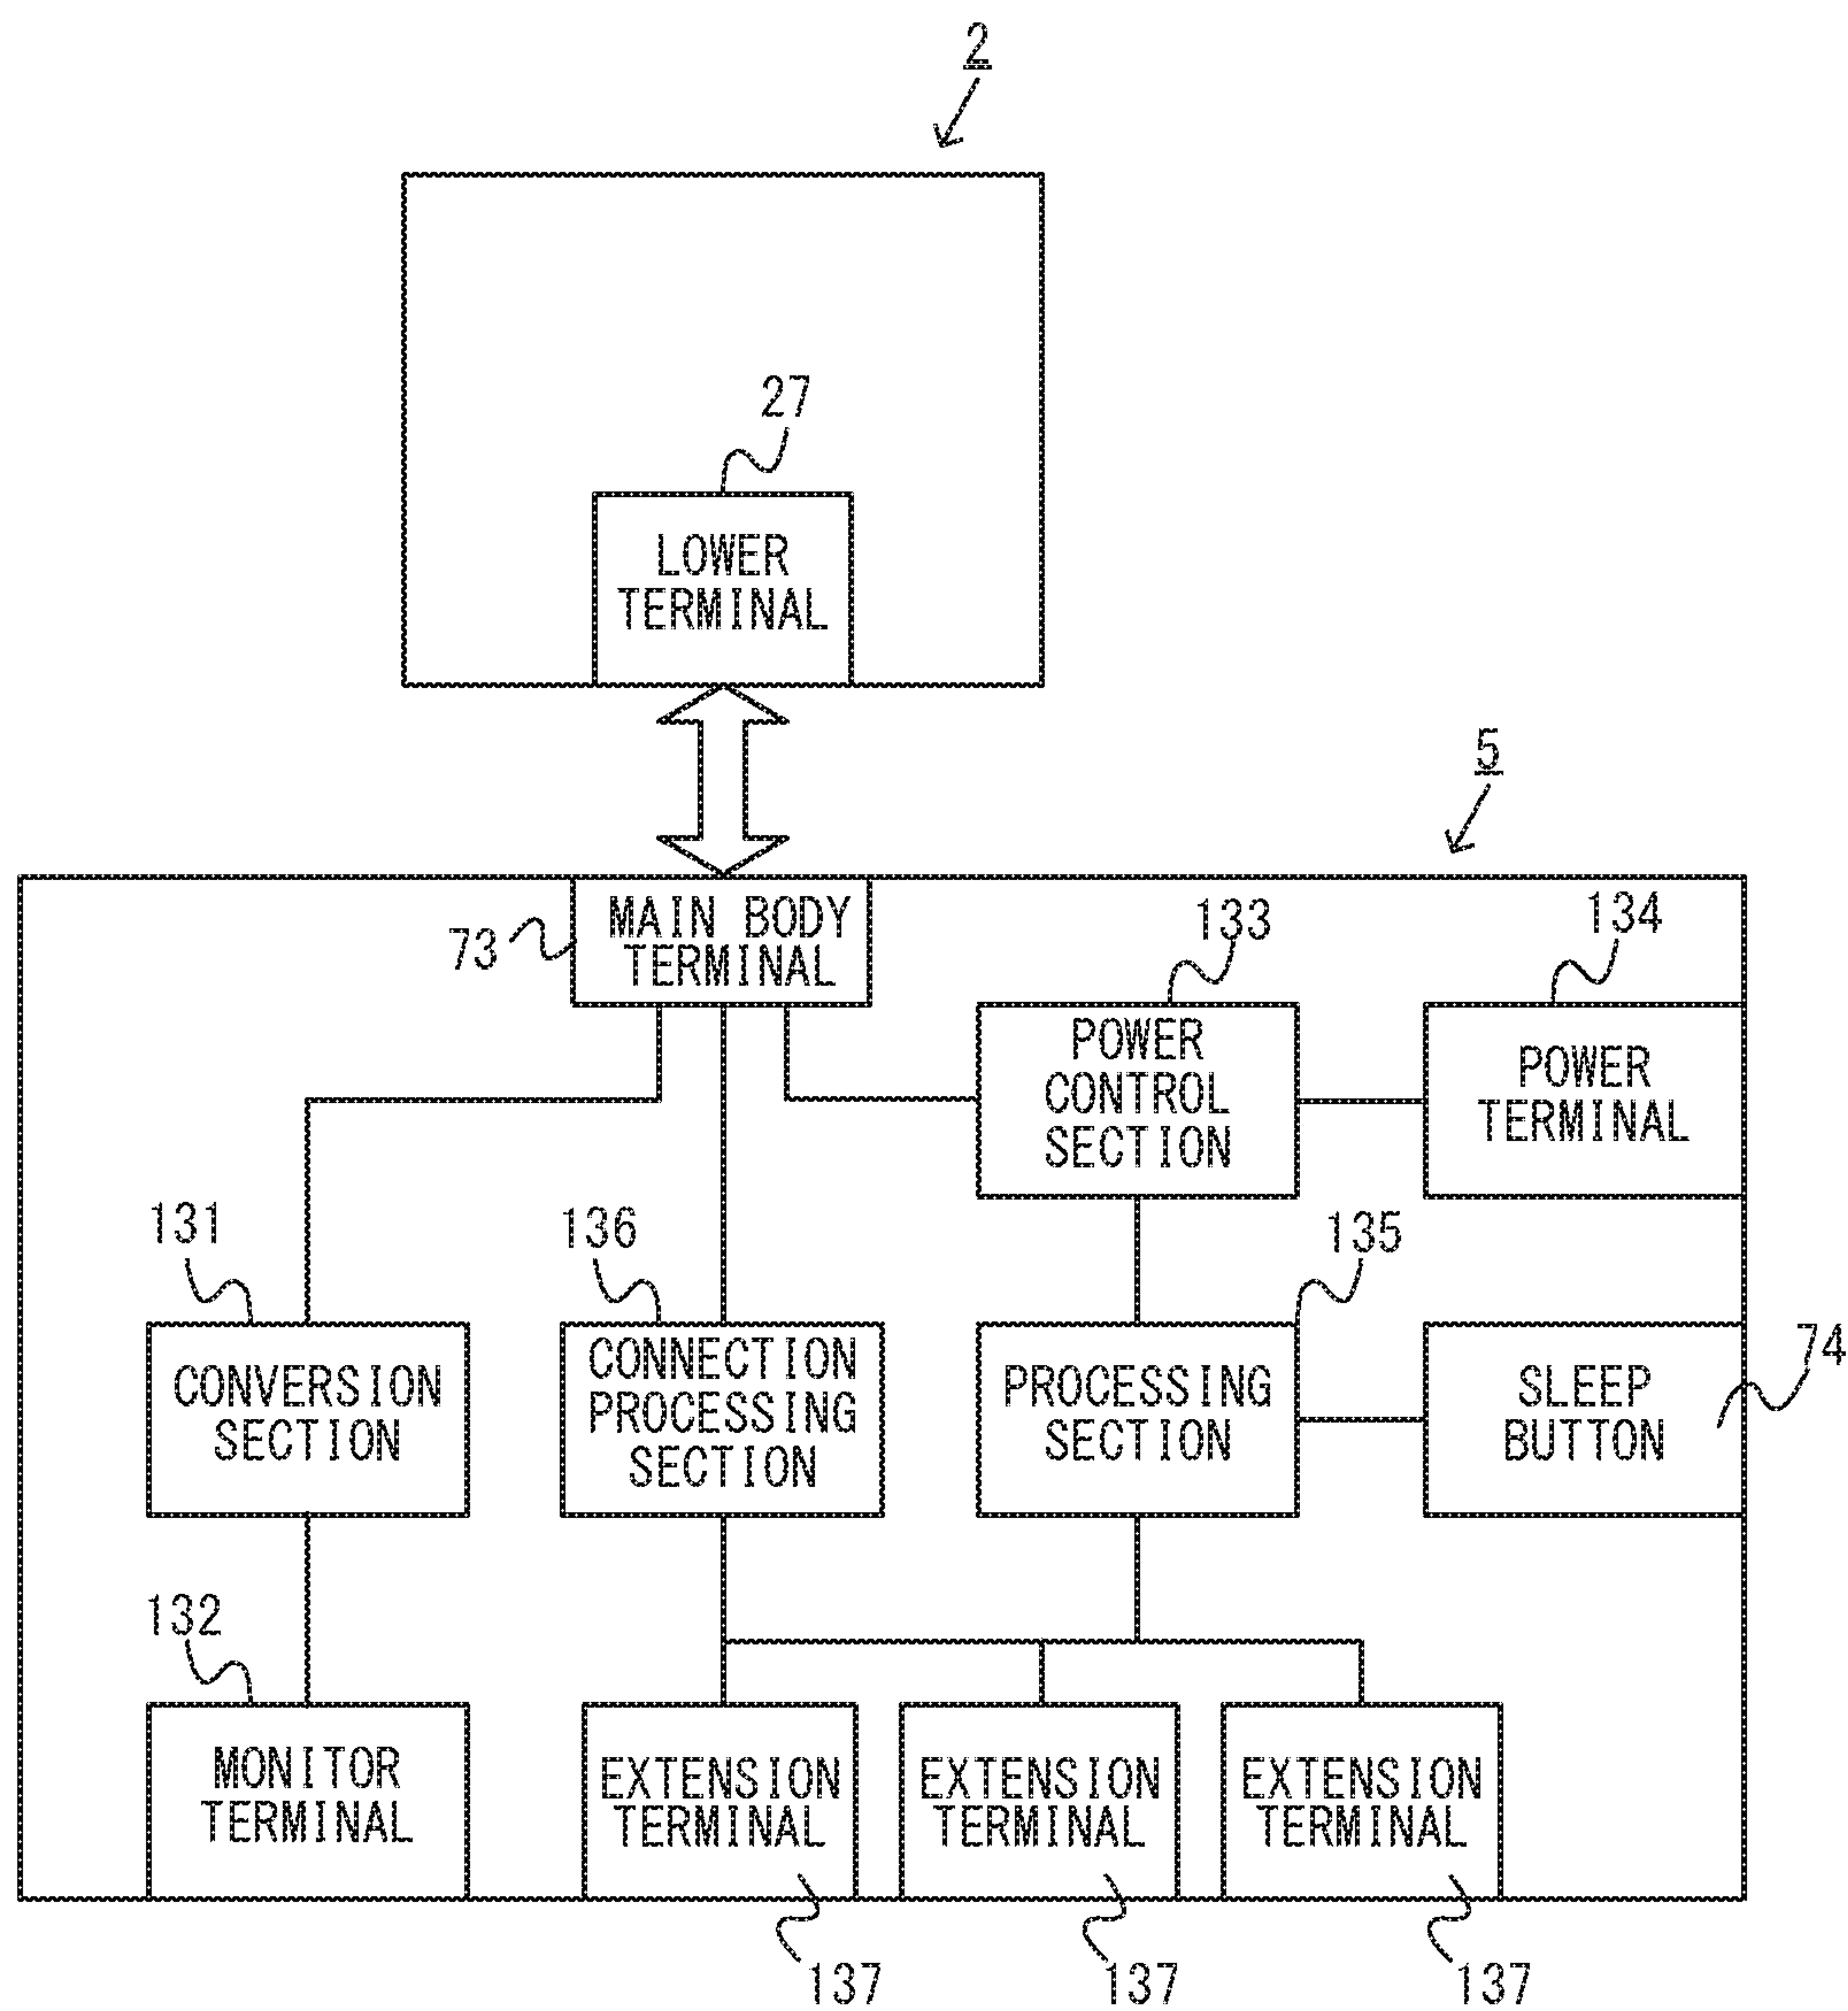 2
27
LOWER
TERMINAL
5
73
MAIN BODY
TERMINAL
133
134
POWER
CONTROL
SECTION
POWER
TERMINAL
131
136
135
74
CONVERSION
SECTION
CONNECTION
PROCESSING
SECTION
PROCESSING
SECTION
SLEEP
BUTTON
132
MONITOR
TERMINAL
EXTENSION
TERMINAL
EXTENSION
TERMINAL
EXTENSION
TERMINAL
137
137
137